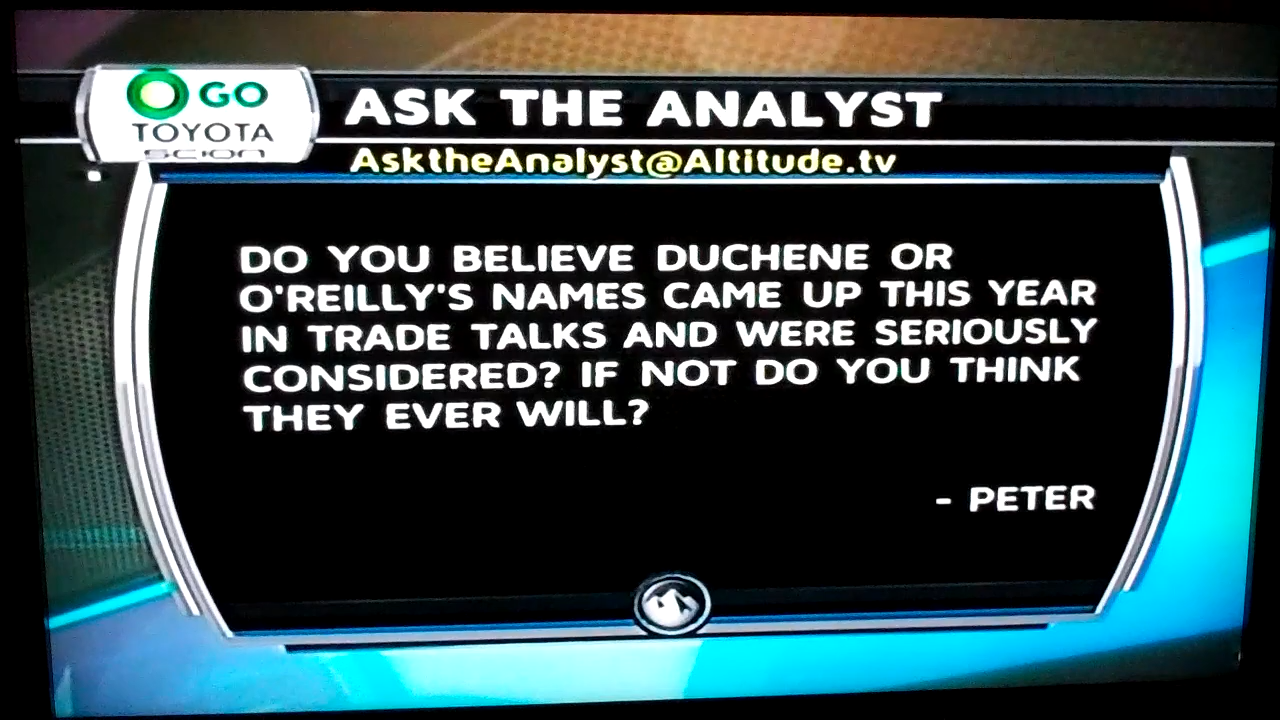 GO
TOYOTA
SCION
ASK THE ANALYST
AsktheAnalyst@Altitude.tv
DO YOU BELIEVE DUCHENE OR
O'REILLY'S NAMES CAME UP THIS YEAR
IN TRADE TALKS AND WERE SERIOUSLY
CONSIDERED? IF NOT DO YOU THINK
THEY EVER WILL?
- PETER